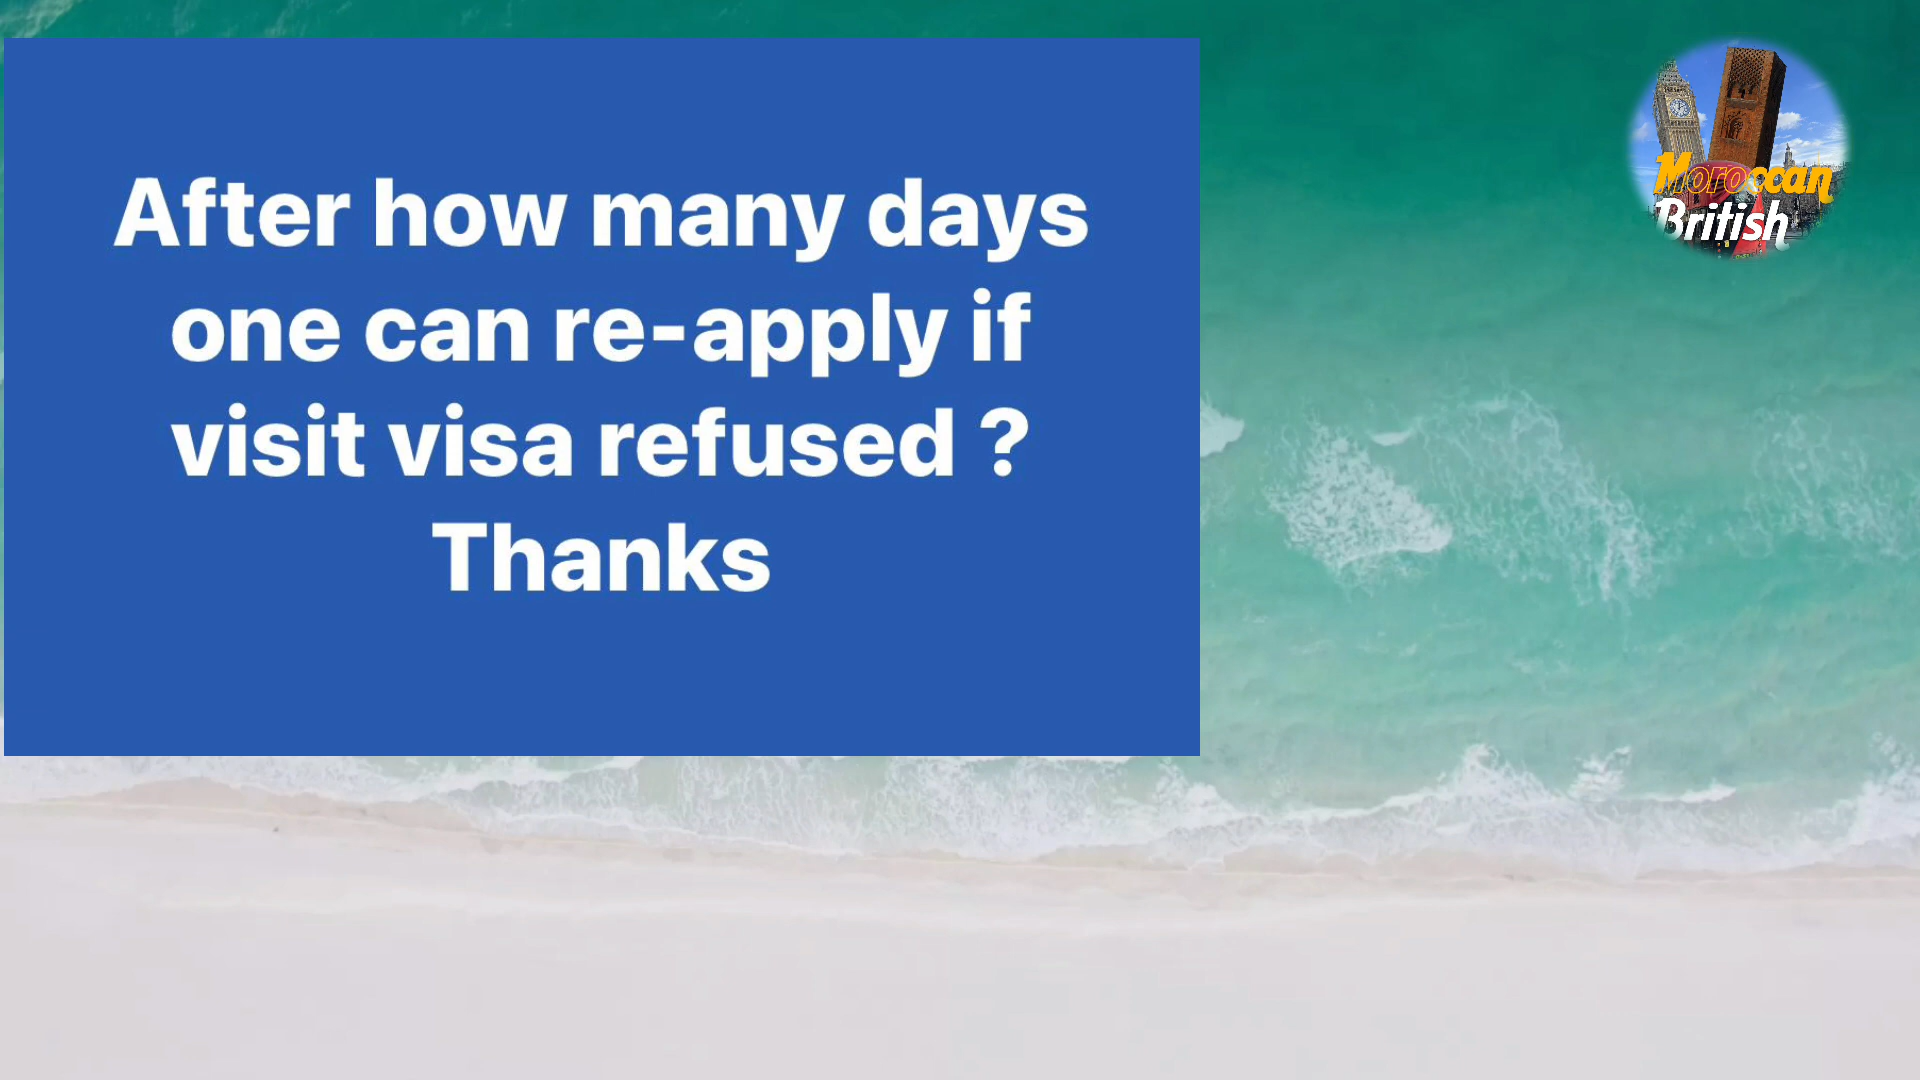 After how many days
one can re-apply if
visit visa refused ?
Thanks
Moroccan
British